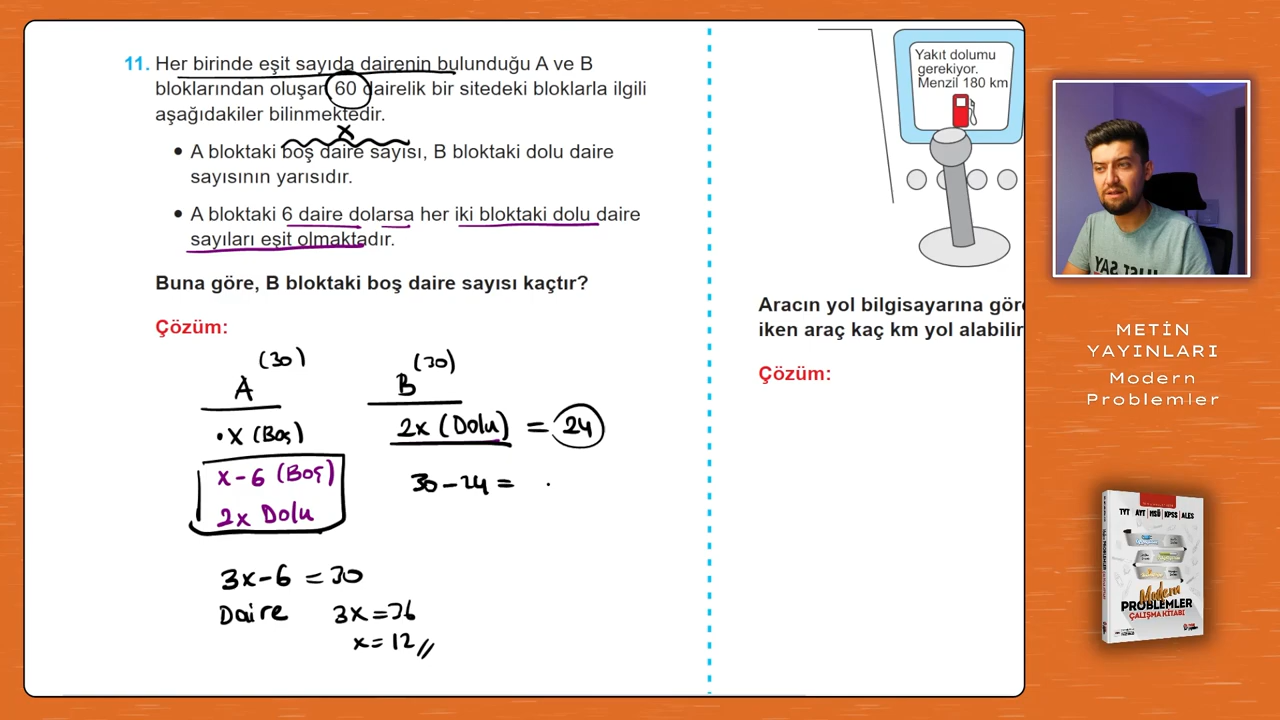 11. Her birinde eşit sayıda dairenin bulunduğu A ve B
bloklarından oluşan 60 dairelik bir sitedeki bloklarla ilgili
aşağıdakiler bilinmektedir.
x
• A bloktaki boş daire sayısı, B bloktaki dolu daire
sayısının yarısıdır.
• A bloktaki 6 daire dolarsa her iki bloktaki dolu daire
sayıları eşit olmaktadır.
Buna göre, B bloktaki boş daire sayısı kaçtır?
Çözüm:
(30)
A
• x (Boş)
x-6 (Boş)
2x Dolu
3x-6 = 30
Daire 3x=36
x=12//
(30)
B
2x (Dolu) = 24
30-24 =
Yakıt dolumu
gerekiyor.
Menzil 180 km
Aracın yol bilgisayarına göre
iken araç kaç km yol alabilir
Çözüm:
METİN
YAYINLARI
Modern
Problemler
TYT | AYT | MSÜ | KPSS | ALES
Modern
PROBLEMLER
ÇALIŞMA KİTABI